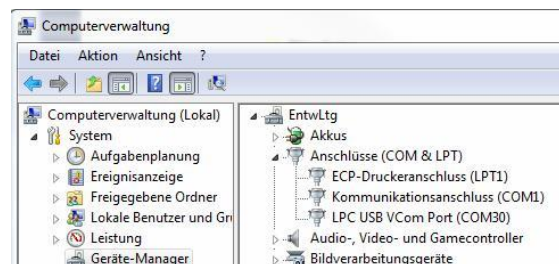 Computerverwaltung
Datei Aktion Ansicht ?
Computerverwaltung (Lokal)
System
Aufgabenplanung
Ereignisanzeige
Freigegebene Ordner
Lokale Benutzer und Gru
Leistung
Geräte-Manager
EntwLtg
Akkus
Anschlüsse (COM & LPT)
ECP-Druckeranschluss (LPT1)
Kommunikationsanschluss (COM1)
LPC USB VCom Port (COM30)
Audio-, Video- und Gamecontroller
Bildverarbeitungsgeräte